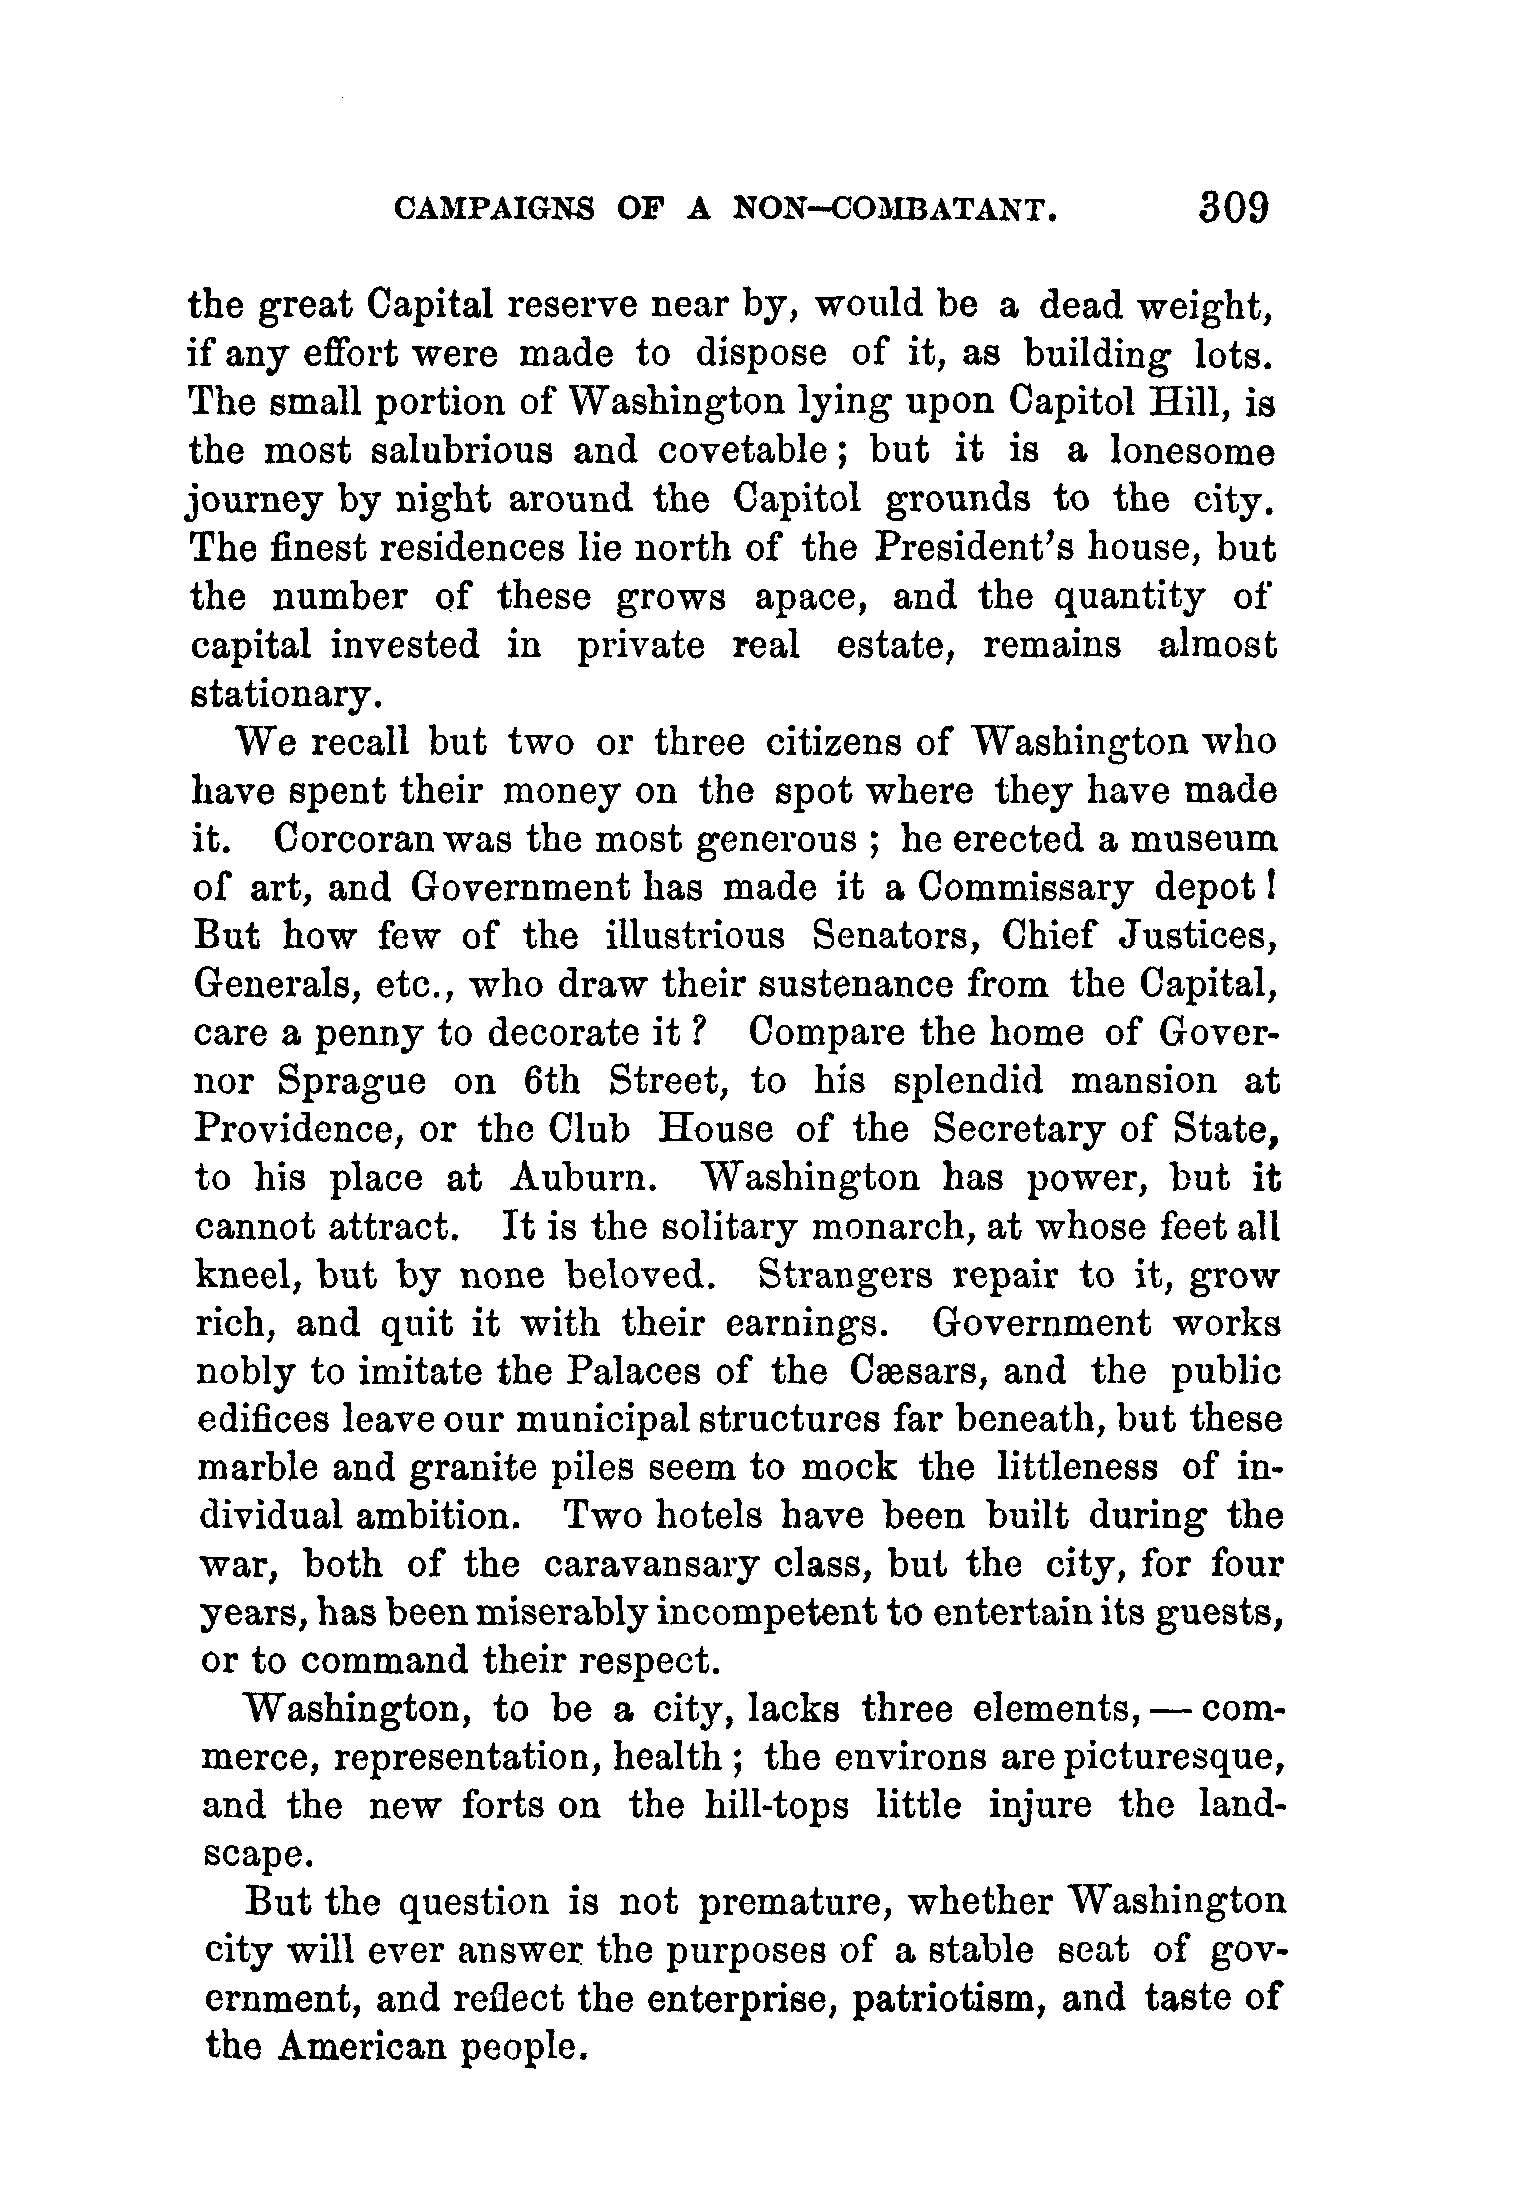 CAMPAIGNS OF A NON-COMBATANT. 309
the great Capital reserve near by, would be a dead weight,
if any effort were made to dispose of it, as building lots.
The small portion of Washington lying upon Capitol Hill, is
the most salubrious and covetable; but it is a lonesome
journey by night around the Capitol grounds to the city.
The finest residences lie north of the President's house, but
the number of these grows apace, and the quantity of
capital invested in private real estate, remains almost
stationary.
We recall but two or three citizens of Washington who
have spent their money on the spot where they have made
it. Corcoran was the most generous; he erected a museum
of art, and Government has made it a Commissary depot!
But how few of the illustrious Senators, Chief Justices,
Generals, etc., who draw their sustenance from the Capital,
care a penny to decorate it? Compare the home of Gover-
nor Sprague on 6th Street, to his splendid mansion at
Providence, or the Club House of the Secretary of State,
to his place at Auburn. Washington has power, but it
cannot attract. It is the solitary monarch, at whose feet all
kneel, but by none beloved. Strangers repair to it, grow
rich, and quit it with their earnings. Government works
nobly to imitate the Palaces of the Cæsars, and the public
edifices leave our municipal structures far beneath, but these
marble and granite piles seem to mock the littleness of in-
dividual ambition. Two hotels have been built during the
war, both of the caravansary class, but the city, for four
years, has been miserably incompetent to entertain its guests,
or to command their respect.
Washington, to be a city, lacks three elements, — com-
merce, representation, health; the environs are picturesque,
and the new forts on the hill-tops little injure the land-
scape.
But the question is not premature, whether Washington
city will ever answer the purposes of a stable seat of gov-
ernment, and reflect the enterprise, patriotism, and taste of
the American people.